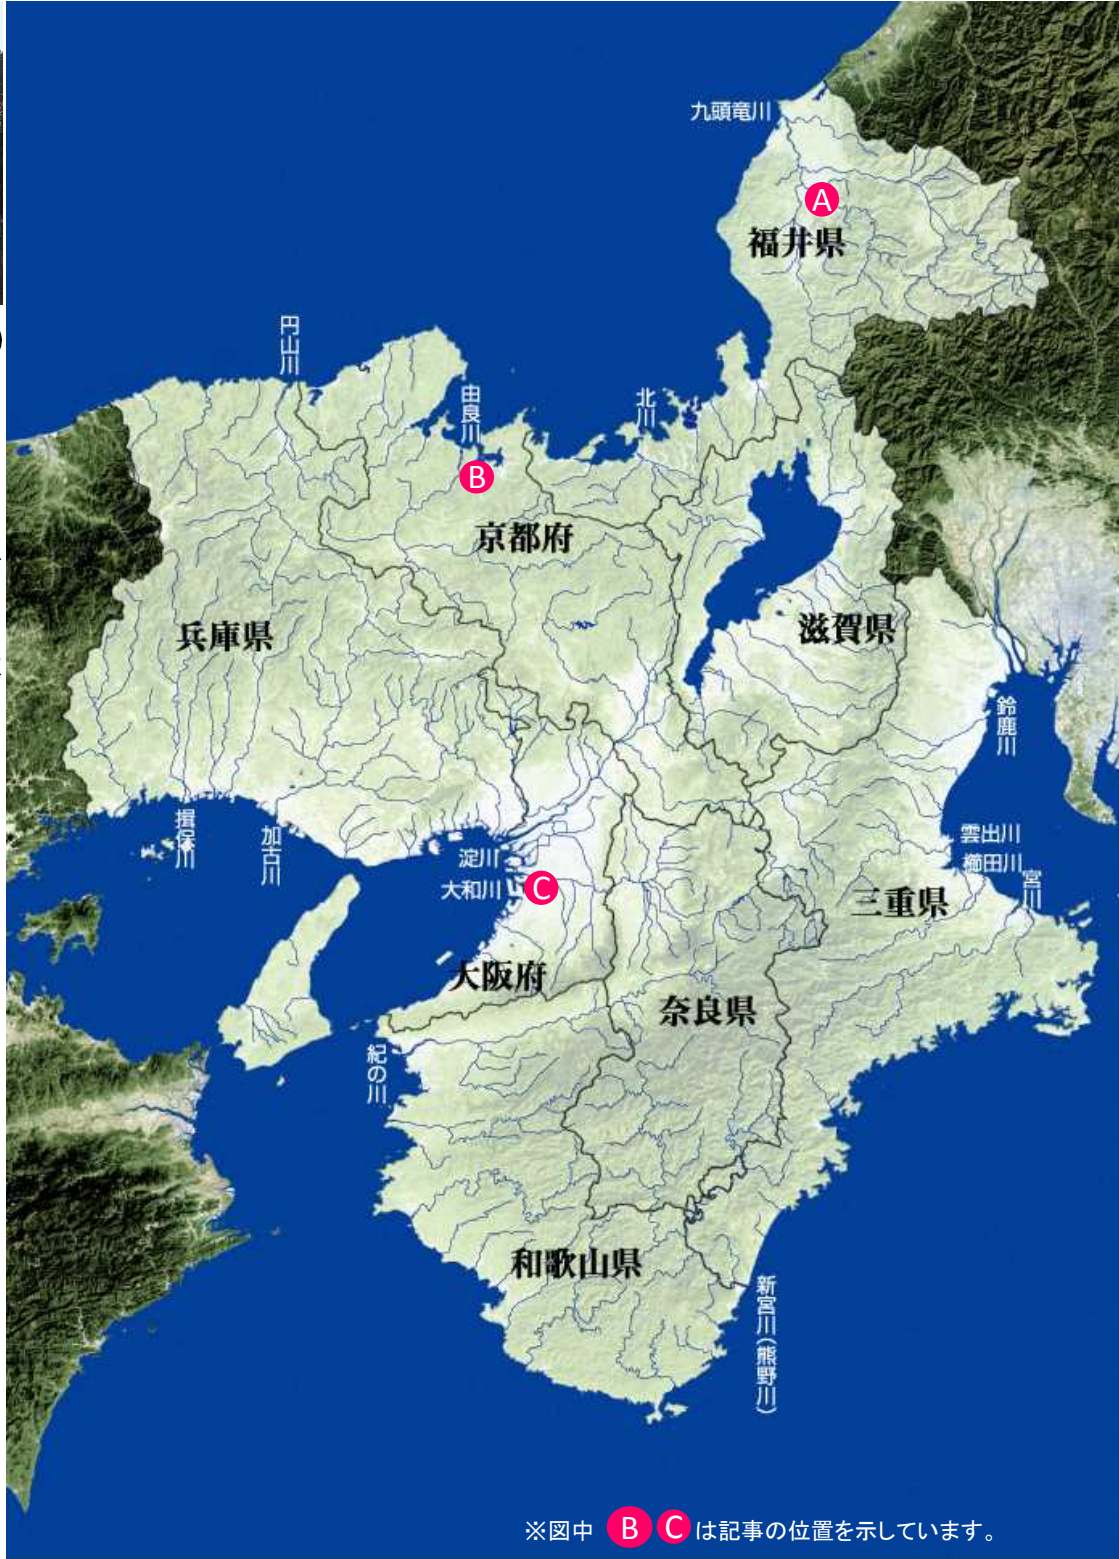 九頭竜川
A
福井県
円山川
由良川
北川
B
京都府
兵庫県
滋賀県
鈴鹿川
揖保川
加古川
淀川
大和川
C
雲出川
櫛田川
宮川
三重県
大阪府
奈良県
紀の川
和歌山県
新宮川(熊野川)
※図中 B C は記事の位置を示しています。